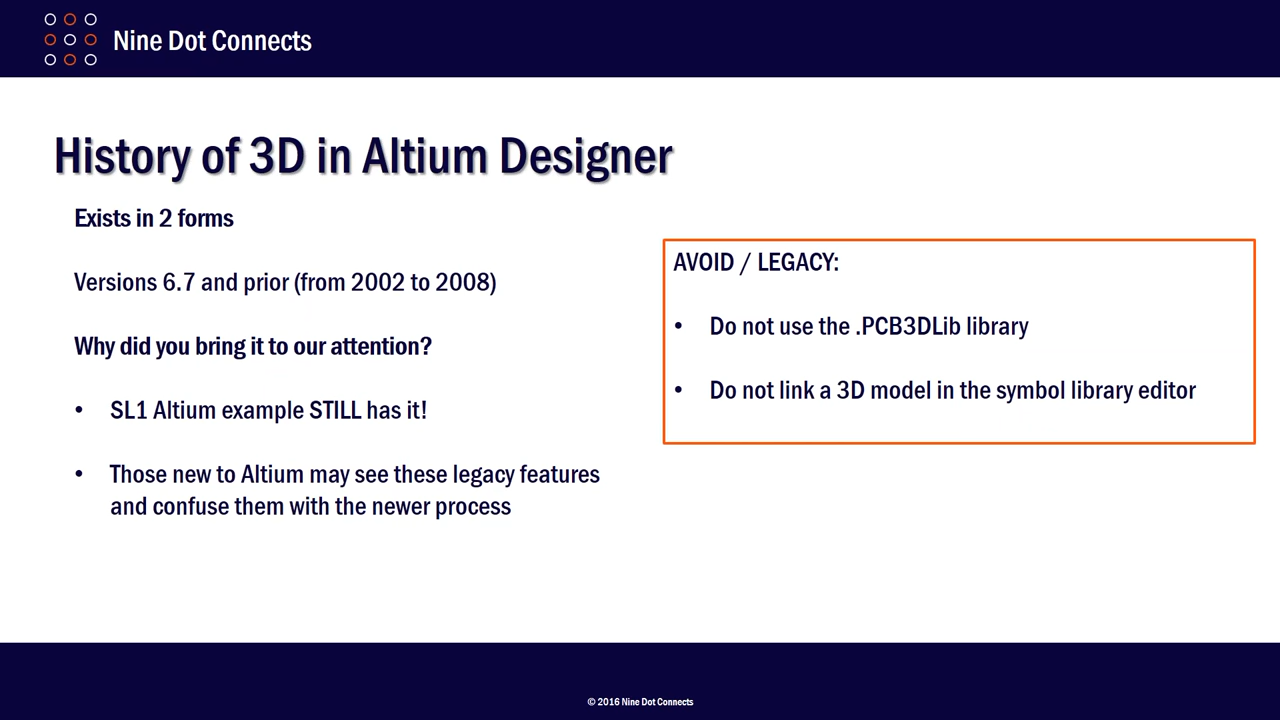 Nine Dot Connects
History of 3D in Altium Designer
Exists in 2 forms
Versions 6.7 and prior (from 2002 to 2008)
Why did you bring it to our attention?
• SL1 Altium example STILL has it!
• Those new to Altium may see these legacy features
and confuse them with the newer process
AVOID / LEGACY:
• Do not use the .PCB3DLib library
• Do not link a 3D model in the symbol library editor
© 2016 Nine Dot Connects